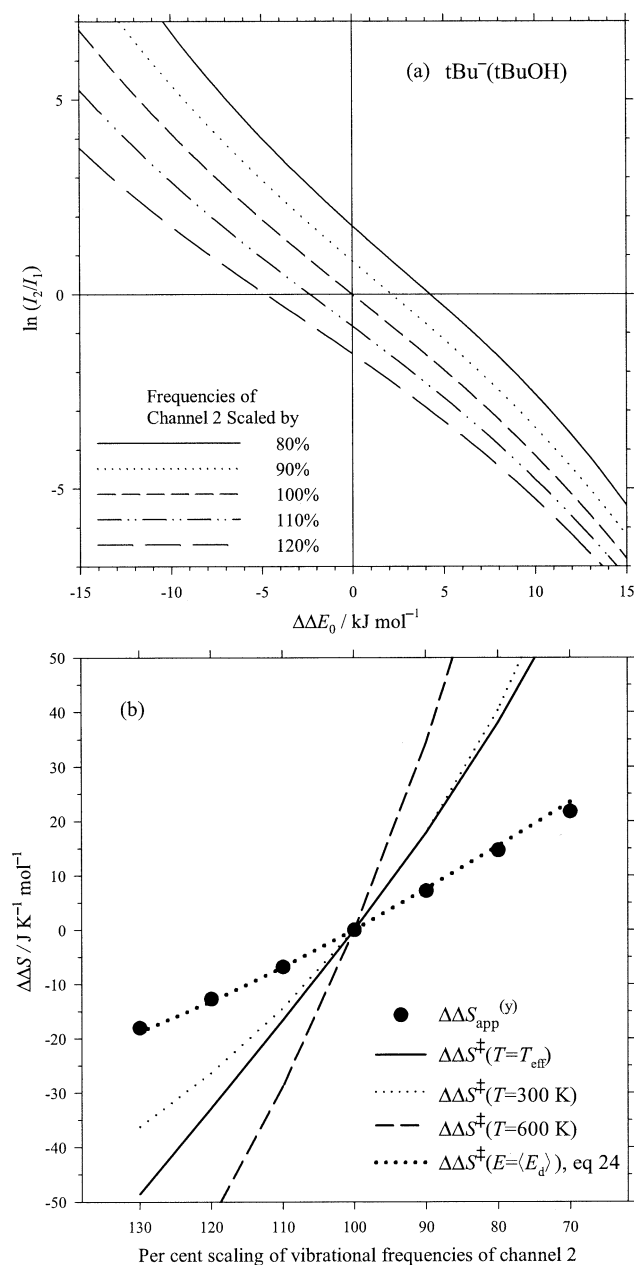 (a) tBu⁻(tBuOH)
5
0
-5
ln (I₂/I₁)
Frequencies of
Channel 2 Scaled by
80%
90%
100%
110%
120%
-15 -10 -5 0 5 10 15
ΔΔE₀ / kJ mol⁻¹
(b)
50
40
30
20
10
0
-10
-20
-30
-40
-50
ΔΔS / J K⁻¹ mol⁻¹
ΔΔS_app^(y)
ΔΔS‡(T=T_eff)
ΔΔS‡(T=300 K)
ΔΔS‡(T=600 K)
ΔΔS‡(E=⟨E_d⟩), eq 24
130 120 110 100 90 80 70
Per cent scaling of vibrational frequencies of channel 2